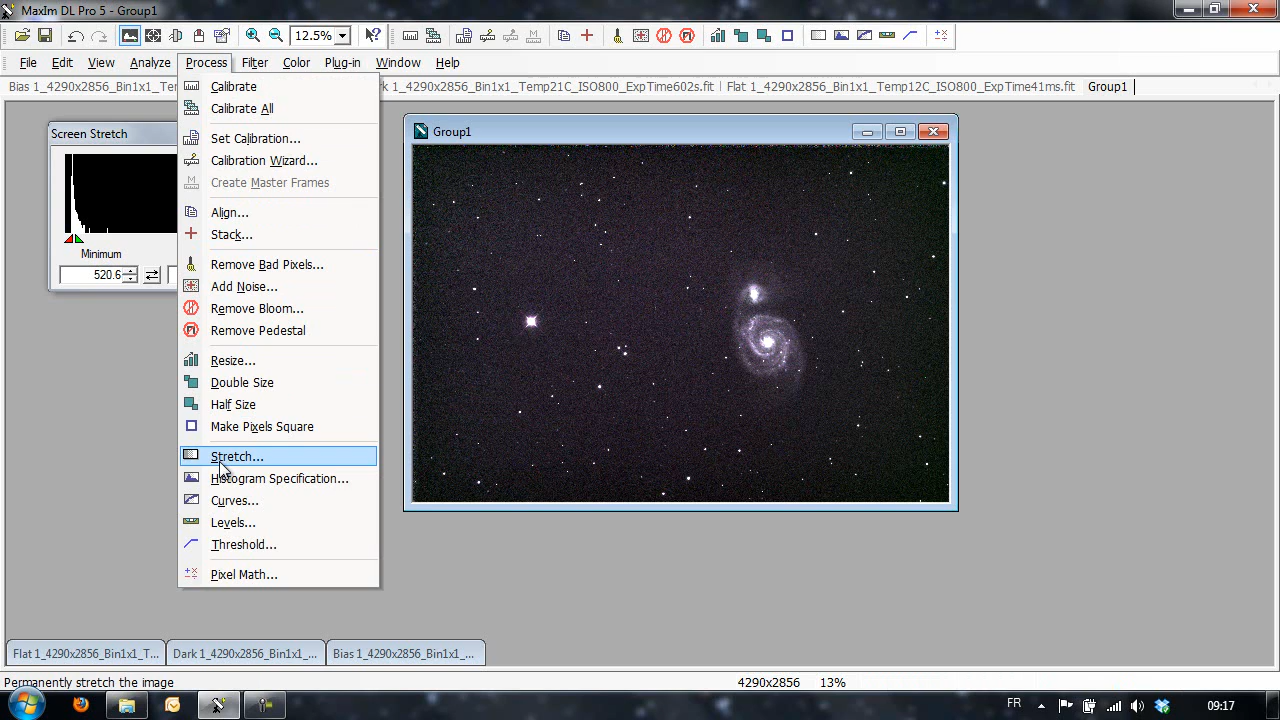 MaxIm DL Pro 5 - Group1
12.5%
File Edit View Analyze Process Filter Color Plug-in Window Help
Bias 1_4290x2856_Bin1x1_Tem
rk 1_4290x2856_Bin1x1_Temp21C_ISO800_ExpTime602s.fit
Flat 1_4290x2856_Bin1x1_Temp12C_ISO800_ExpTime41ms.fit
Group1
Screen Stretch
Minimum
520.6
Calibrate
Calibrate All
Set Calibration...
Calibration Wizard...
Create Master Frames
Align...
Stack...
Remove Bad Pixels...
Add Noise...
Remove Bloom...
Remove Pedestal
Resize...
Double Size
Half Size
Make Pixels Square
Stretch...
Histogram Specification...
Curves...
Levels...
Threshold...
Pixel Math...
Group1
Flat 1_4290x2856_Bin1x1_T...
Dark 1_4290x2856_Bin1x1_...
Bias 1_4290x2856_Bin1x1_...
Permanently stretch the image
4290x2856 13%
FR
09:17